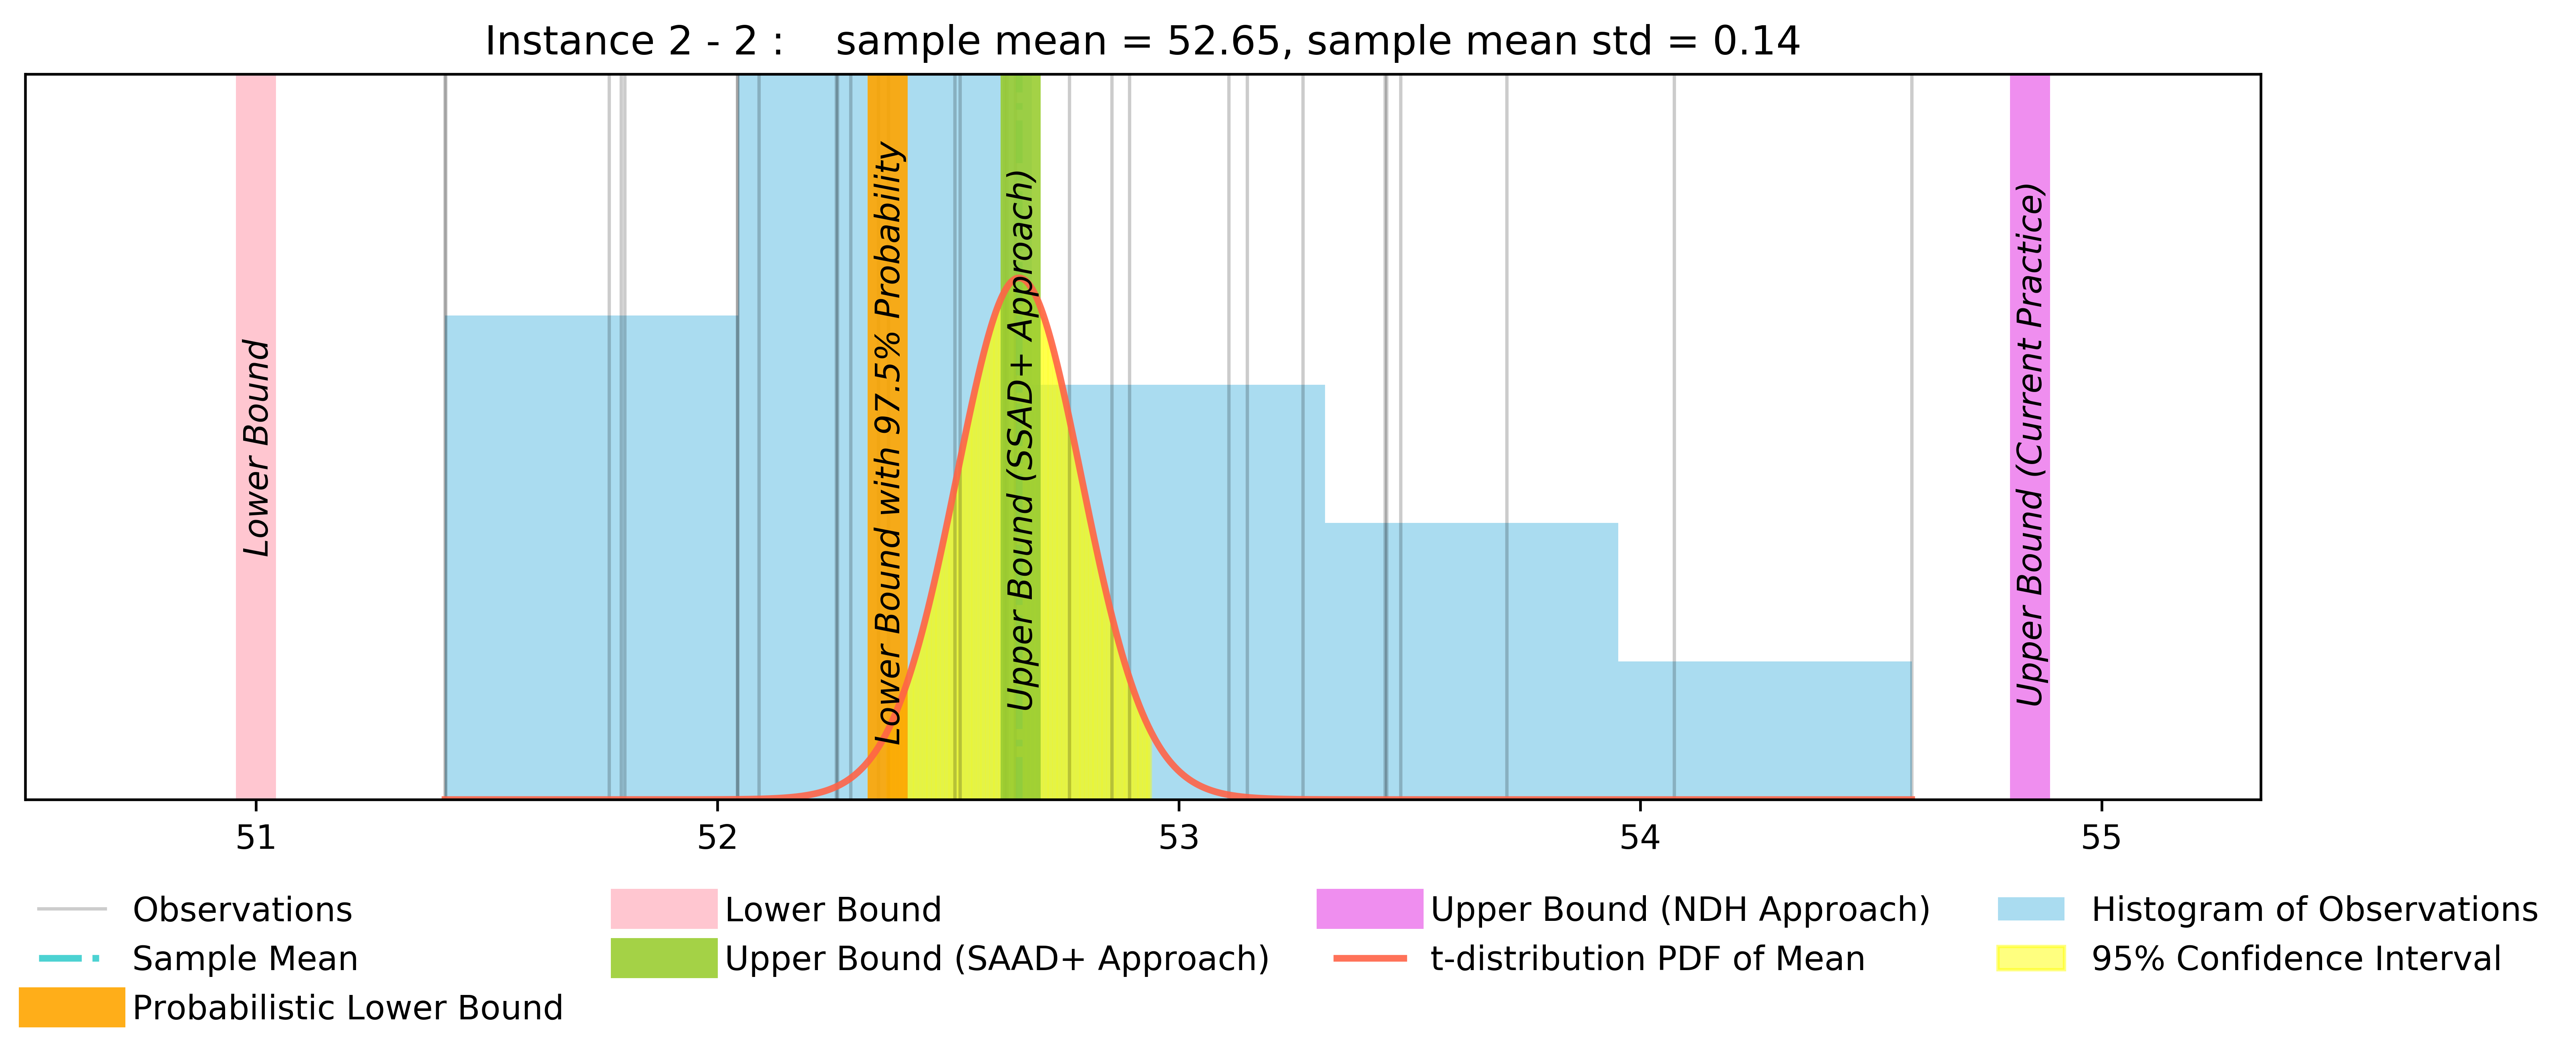 Instance 2 - 2 :    sample mean = 52.65, sample mean std = 0.14
Lower Bound
Lower Bound with 97.5% Probability
Upper Bound (SSAD+ Approach)
Upper Bound (Current Practice)
51
52
53
54
55
Observations
Sample Mean
Probabilistic Lower Bound
Lower Bound
Upper Bound (SAAD+ Approach)
Upper Bound (NDH Approach)
t-distribution PDF of Mean
Histogram of Observations
95% Confidence Interval